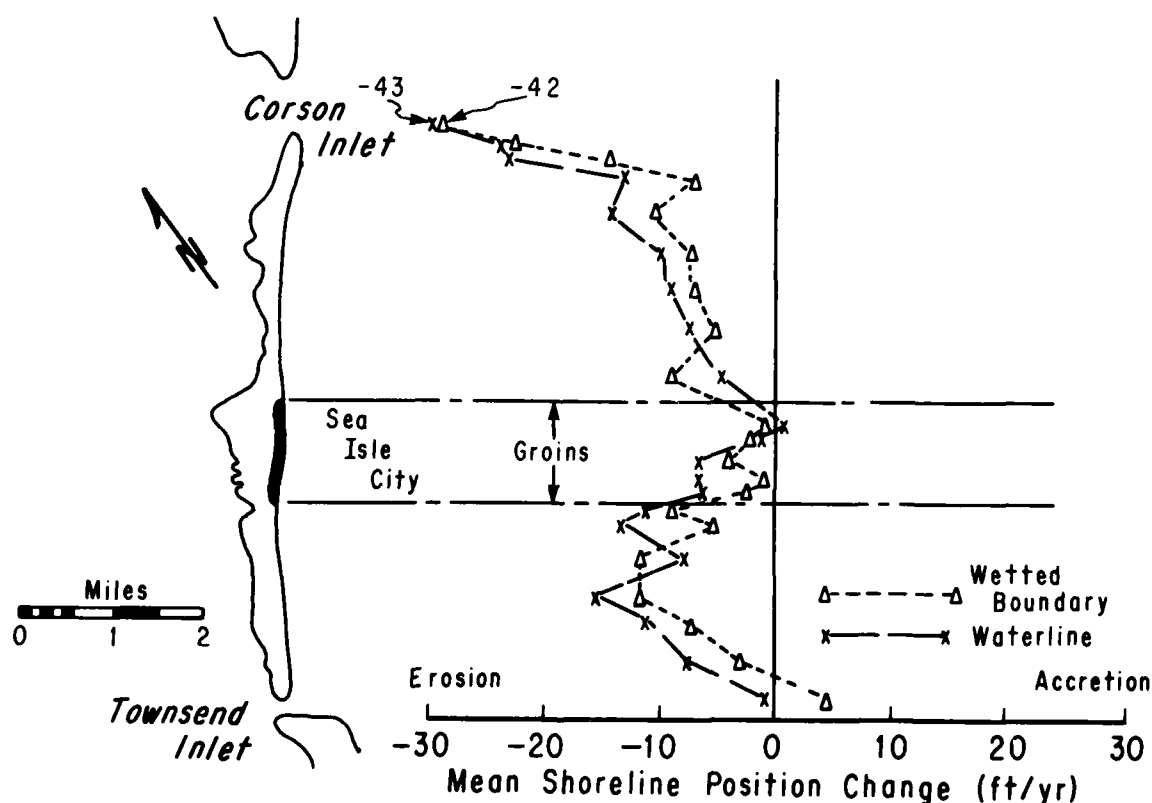 -43
-42
Corson
Inlet
N
Sea
Isle
City
Groins
Miles
0 1 2
Wetted
Boundary
Waterline
Erosion
Accretion
Townsend
Inlet
-30 -20 -10 0 10 20 30
Mean Shoreline Position Change (ft/yr)